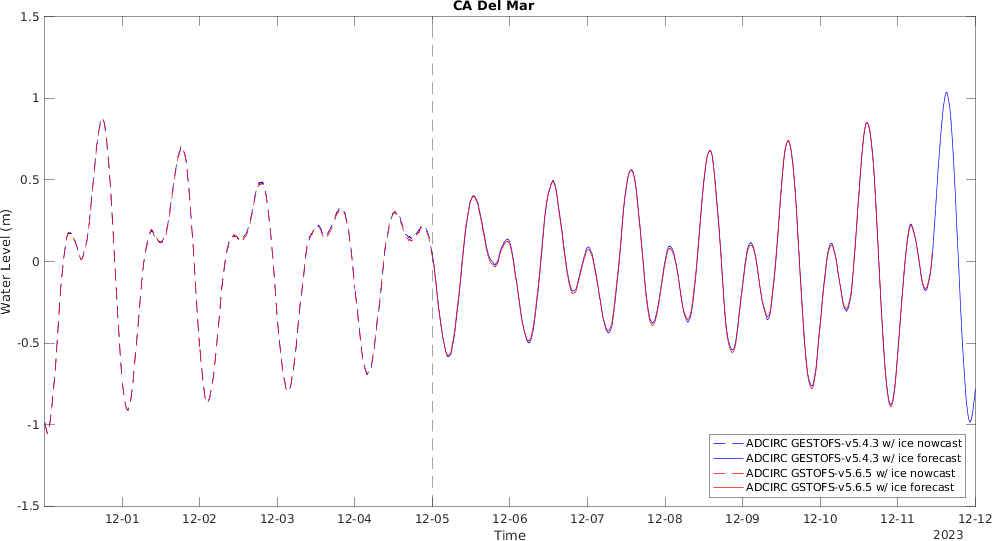 CA Del Mar
1.5
1
0.5
0
-0.5
-1
-1.5
Water Level (m)
12-01 12-02 12-03 12-04 12-05 12-06 12-07 12-08 12-09 12-10 12-11 12-12
Time
2023
ADCIRC GESTOFS-v5.4.3 w/ ice nowcast
ADCIRC GESTOFS-v5.4.3 w/ ice forecast
ADCIRC GSTOFS-v5.6.5 w/ ice nowcast
ADCIRC GSTOFS-v5.6.5 w/ ice forecast